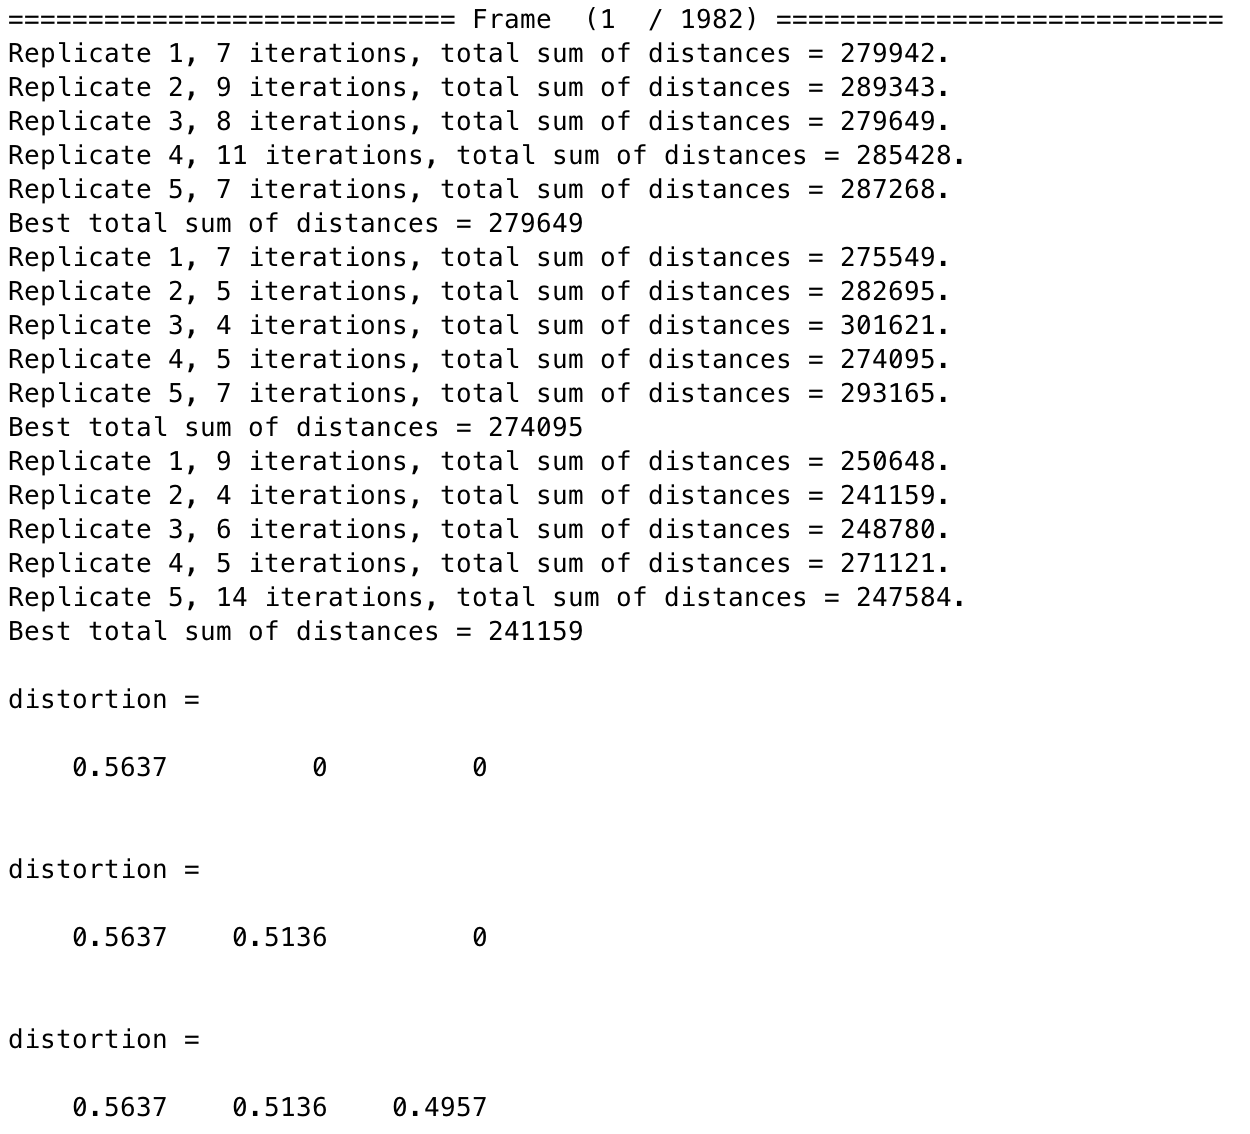 ============================ Frame  (1  / 1982) ============================
Replicate 1, 7 iterations, total sum of distances = 279942.
Replicate 2, 9 iterations, total sum of distances = 289343.
Replicate 3, 8 iterations, total sum of distances = 279649.
Replicate 4, 11 iterations, total sum of distances = 285428.
Replicate 5, 7 iterations, total sum of distances = 287268.
Best total sum of distances = 279649
Replicate 1, 7 iterations, total sum of distances = 275549.
Replicate 2, 5 iterations, total sum of distances = 282695.
Replicate 3, 4 iterations, total sum of distances = 301621.
Replicate 4, 5 iterations, total sum of distances = 274095.
Replicate 5, 7 iterations, total sum of distances = 293165.
Best total sum of distances = 274095
Replicate 1, 9 iterations, total sum of distances = 250648.
Replicate 2, 4 iterations, total sum of distances = 241159.
Replicate 3, 6 iterations, total sum of distances = 248780.
Replicate 4, 5 iterations, total sum of distances = 271121.
Replicate 5, 14 iterations, total sum of distances = 247584.
Best total sum of distances = 241159

distortion =

    0.5637         0         0


distortion =

    0.5637    0.5136         0


distortion =

    0.5637    0.5136    0.4957